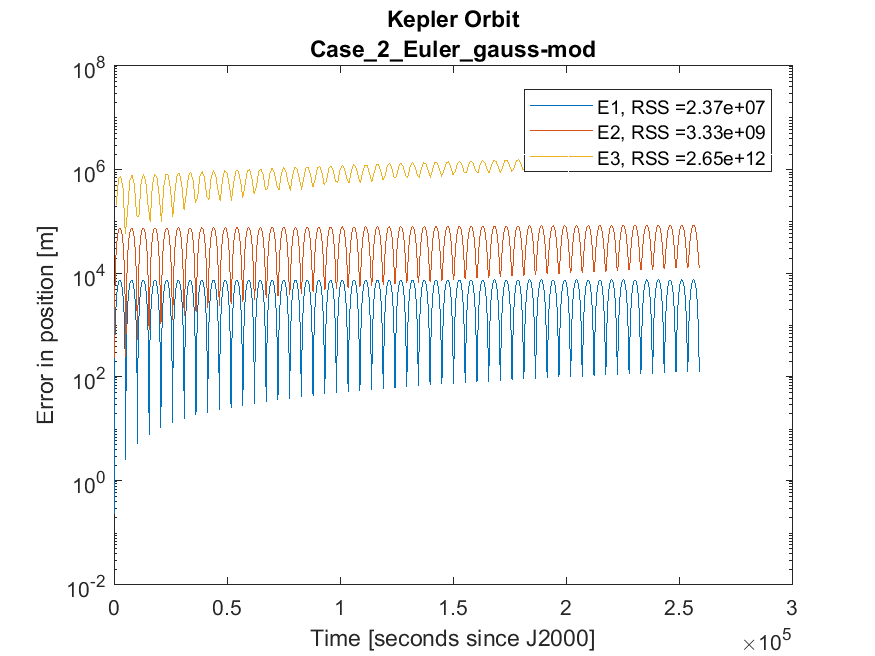 Kepler Orbit
Case_2_Euler_gauss-mod
10^8
10^6
10^4
10^2
10^0
10^-2
Error in position [m]
E1, RSS =2.37e+07
E2, RSS =3.33e+09
E3, RSS =2.65e+12
0 0.5 1 1.5 2 2.5 3
Time [seconds since J2000]
×10^5